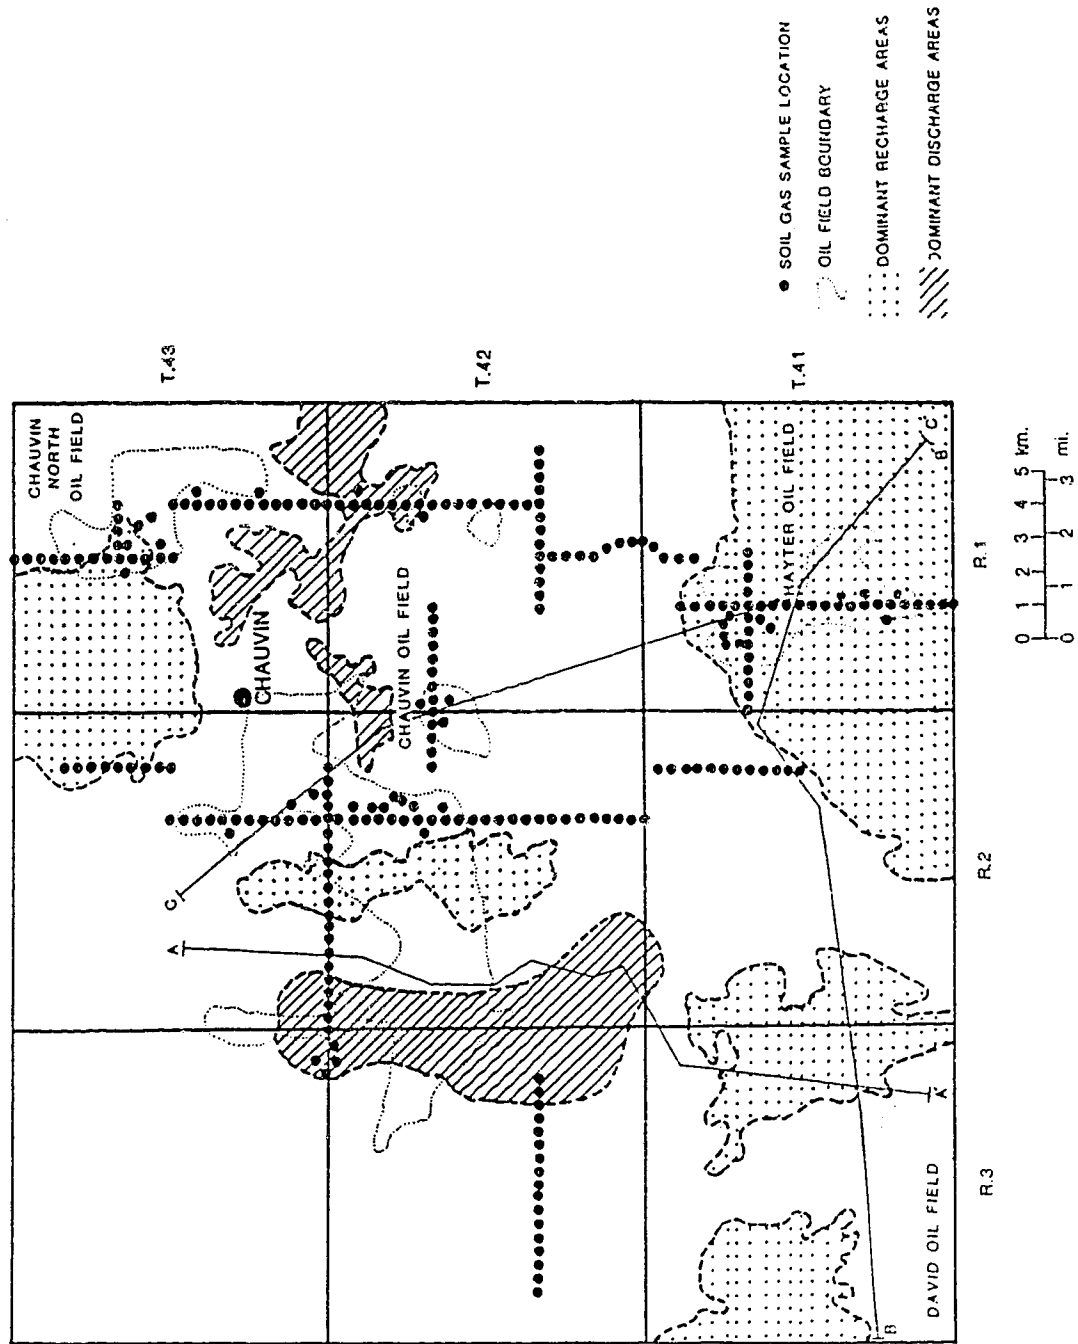 CHAUVIN
NORTH
OIL FIELD
T.43
T.42
T.41
CHAUVIN
CHAUVIN OIL FIELD
HAYTER OIL FIELD
DAVID OIL FIELD
C
A
A'
B
B'
C'
R.3
R.2
R.1
0 1 2 3 4 5 km.
0 1 2 3 mi.
SOIL GAS SAMPLE LOCATION
OIL FIELD BOUNDARY
DOMINANT RECHARGE AREAS
DOMINANT DISCHARGE AREAS